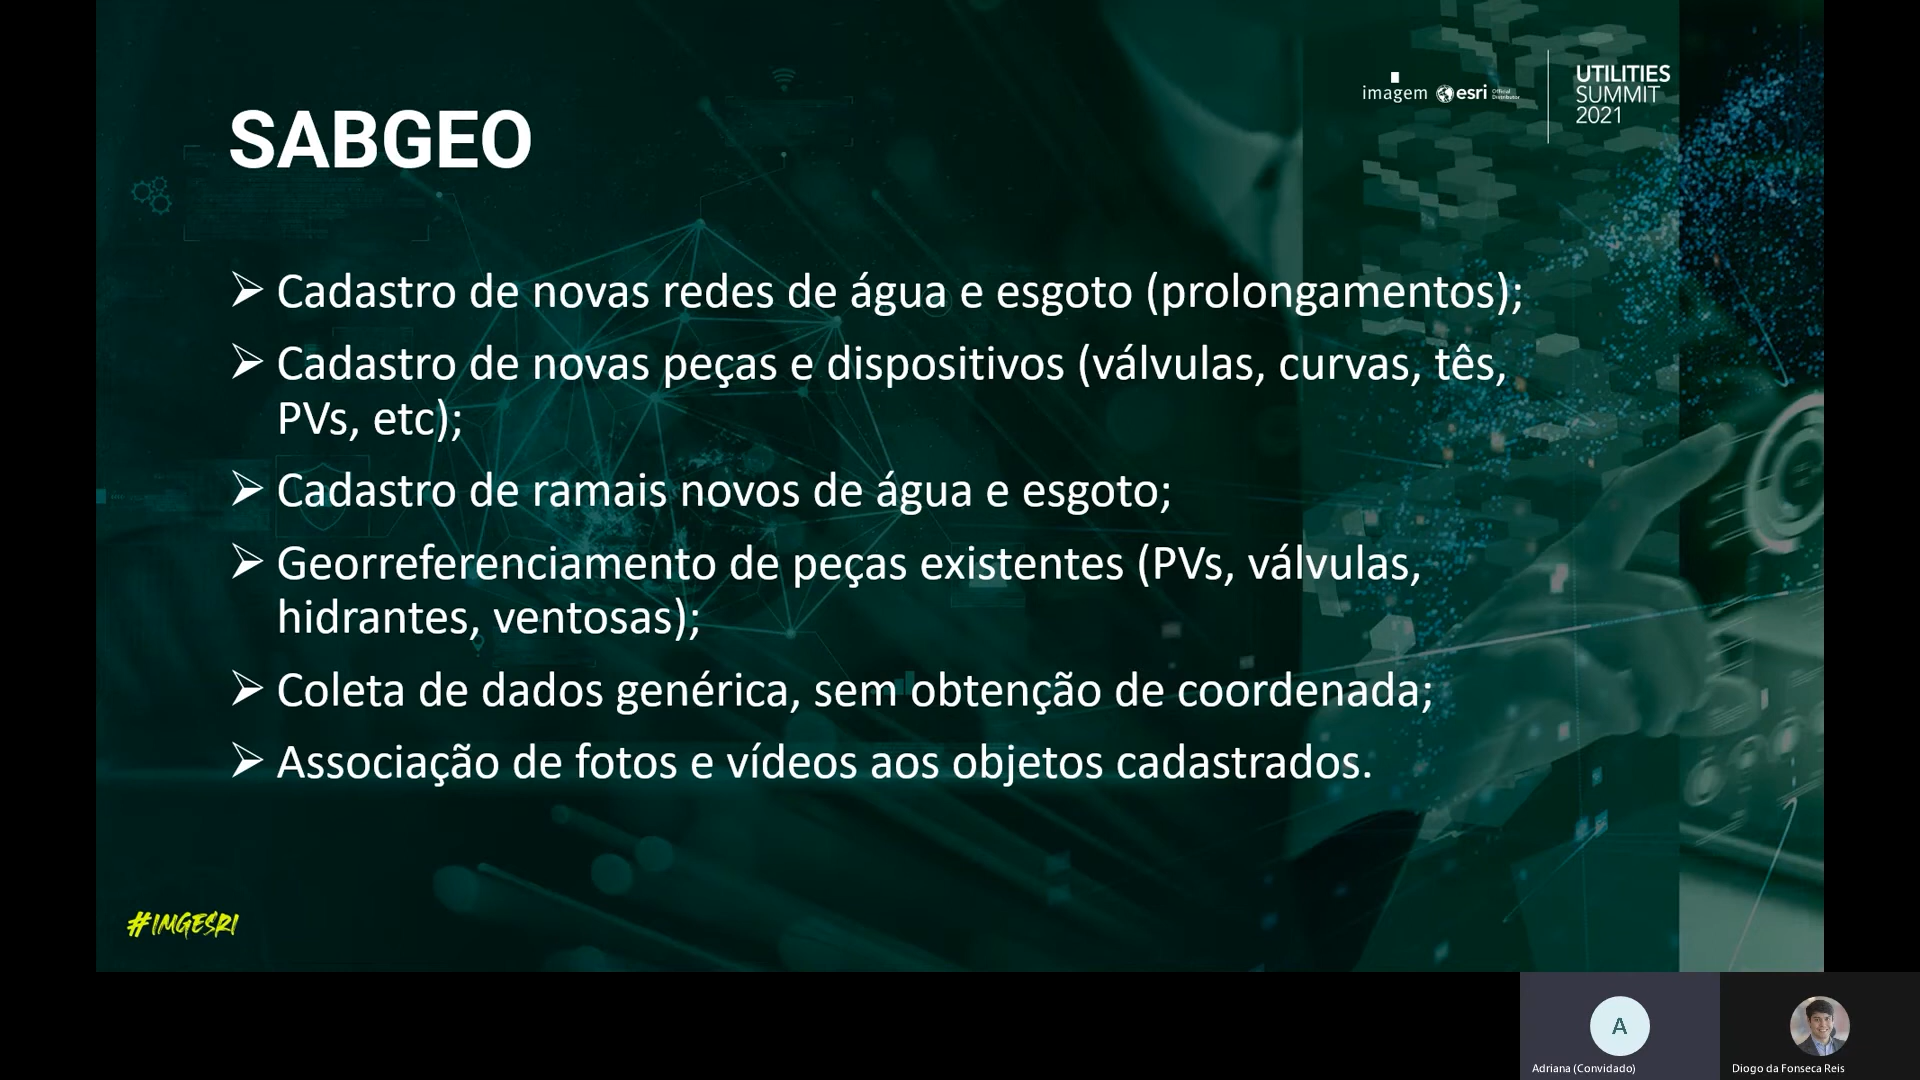 imagem esri Official Distributor
UTILITIES
SUMMIT
2021
SABGEO
Cadastro de novas redes de água e esgoto (prolongamentos);
Cadastro de novas peças e dispositivos (válvulas, curvas, tês,
PVs, etc);
Cadastro de ramais novos de água e esgoto;
Georreferenciamento de peças existentes (PVs, válvulas,
hidrantes, ventosas);
Coleta de dados genérica, sem obtenção de coordenada;
Associação de fotos e vídeos aos objetos cadastrados.
#IMGESRI
A
Adriana (Convidado)
Diogo da Fonseca Reis